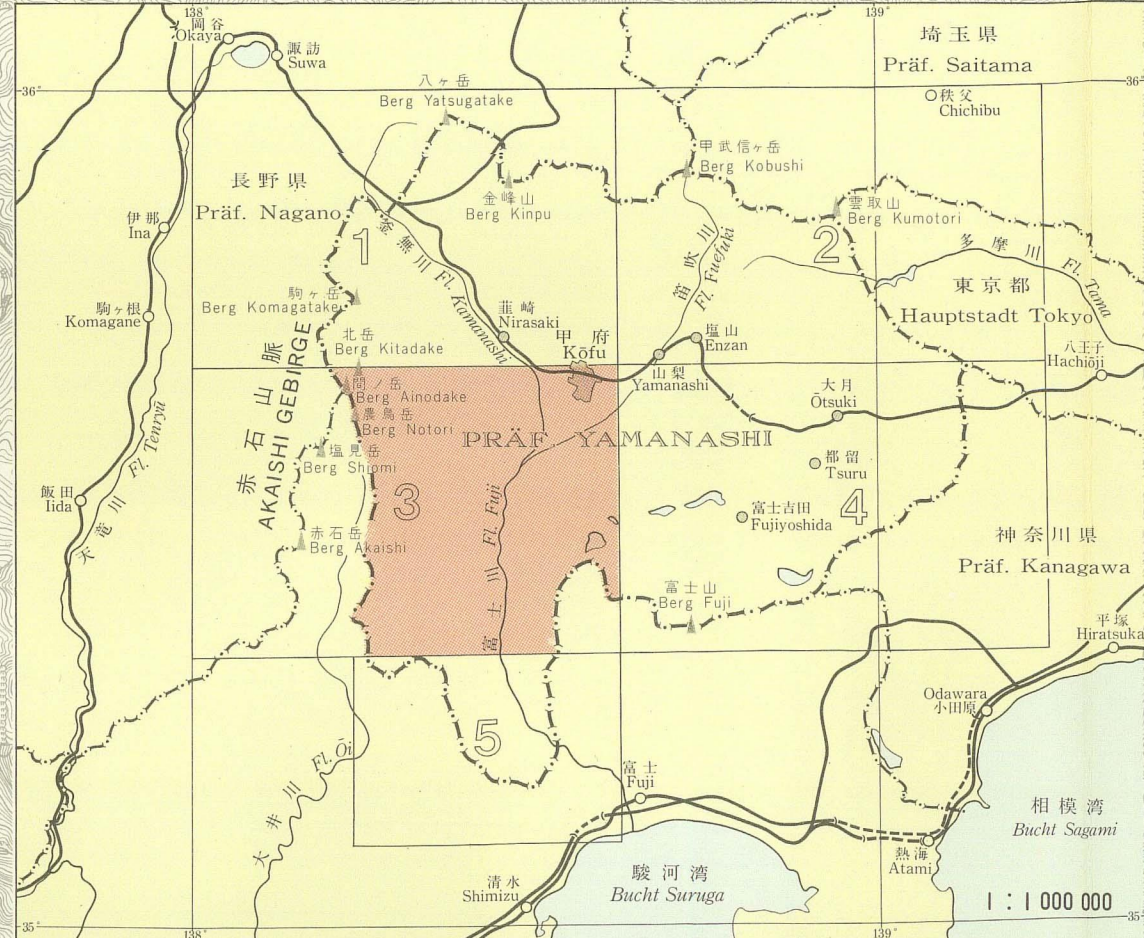 138°
139°
岡谷
Okaya
諏訪
Suwa
埼玉県
Präf. Saitama
36°
36°
八ヶ岳
Berg Yatsugatake
秩父
Chichibu
甲武信ヶ岳
Berg Kobushi
長野県
Präf. Nagano
金峰山
Berg Kinpu
雲取山
Berg Kumotori
伊那
Ina
1
釜無川 Fl. Kamanashi
笛吹川 Fl. Fuefuki
2
多摩川 Fl. Tama
東京都
Hauptstadt Tokyo
駒ヶ岳
Berg Komagatake
駒ヶ根
Komagane
北岳
Berg Kitadake
韮崎
Nirasaki
甲府
Kōfu
塩山
Enzan
山梨
Yamanashi
八王子
Hachiōji
大月
Ōtsuki
間ノ岳
Berg Ainodake
農鳥岳
Berg Notori
PRÄF YAMANASHI
赤石山脈
AKAISHI GEBIRGE
塩見岳
Berg Shiomi
都留
Tsuru
飯田
Iida
天竜川 Fl. Tenryū
3
富士川 Fl. Fuji
富士吉田
Fujiyoshida
4
赤石岳
Berg Akaishi
神奈川県
Präf. Kanagawa
富士山
Berg Fuji
平塚
Hiratsuka
Odawara
小田原
5
大井川 Fl. Ōi
富士
Fuji
相模湾
Bucht Sagami
熱海
Atami
清水
Shimizu
駿河湾
Bucht Suruga
1 : 1 000 000
35°
35°
138°
139°